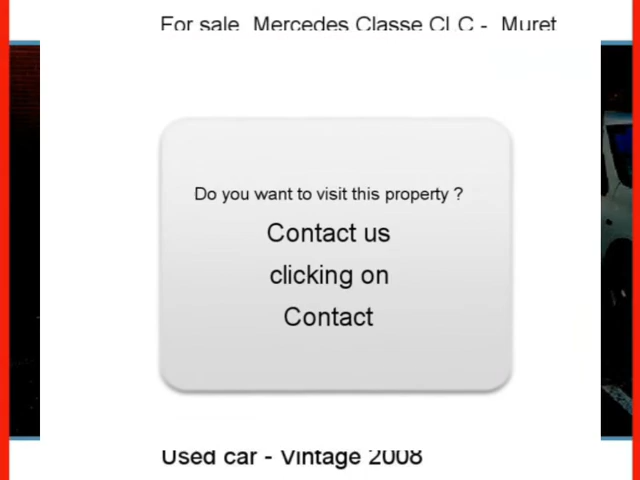 For sale Mercedes Classe CLC - Muret
Do you want to visit this property ?
Contact us
clicking on
Contact
Used car - Vintage 2008